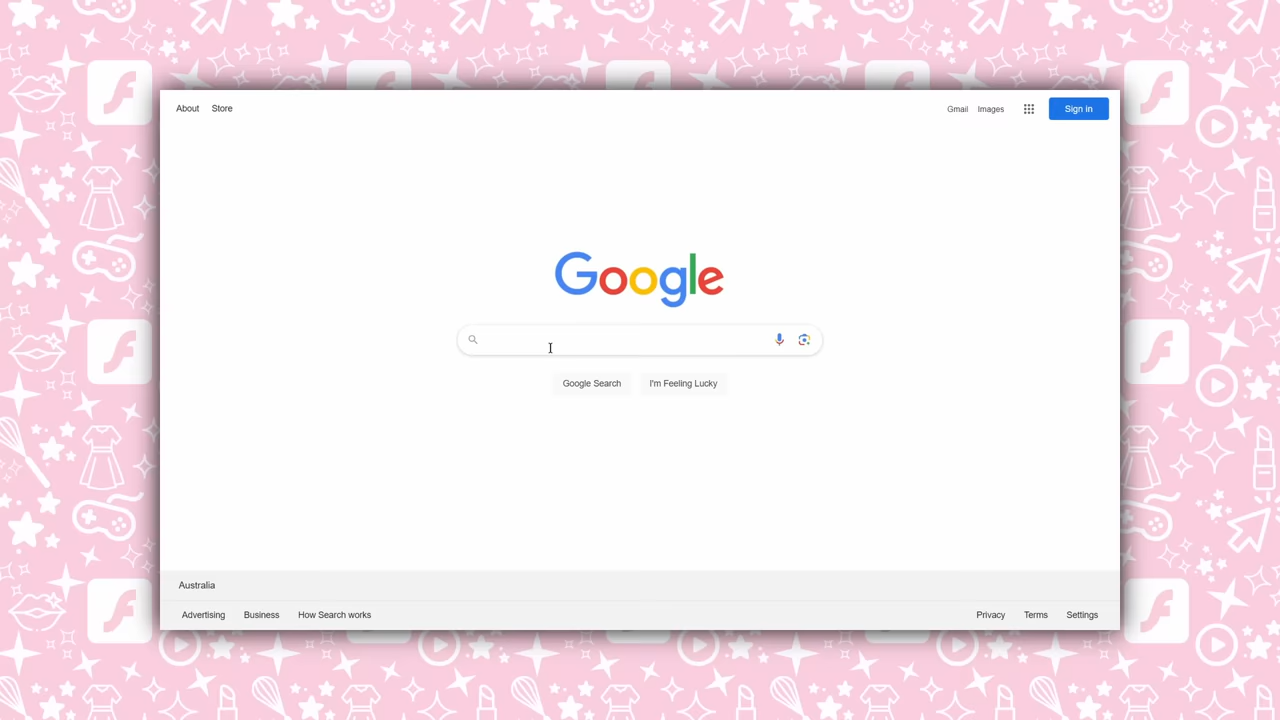 About Store Gmail Images Sign in
Google
Google Search I'm Feeling Lucky
Australia
Advertising Business How Search works Privacy Terms Settings